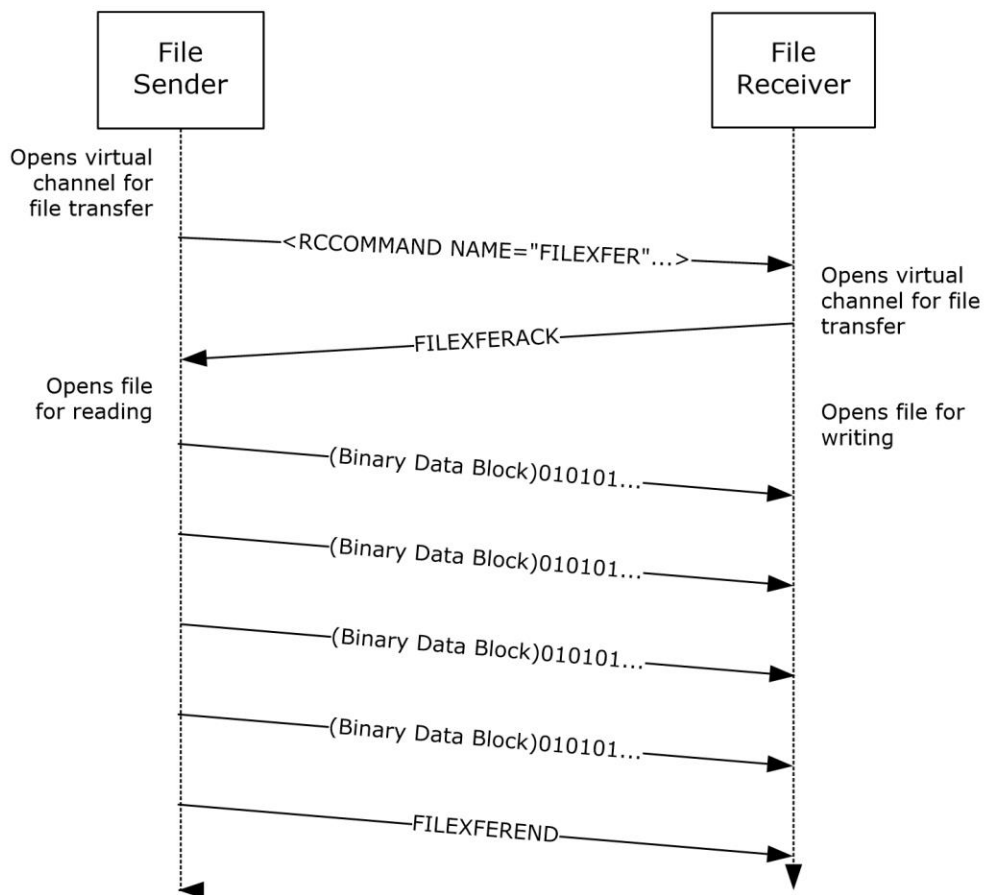 File
Sender
File
Receiver
Opens virtual
channel for
file transfer
<RCCOMMAND NAME="FILEXFER"...>
Opens virtual
channel for file
transfer
FILEXFERACK
Opens file
for reading
Opens file for
writing
(Binary Data Block)010101...
(Binary Data Block)010101...
(Binary Data Block)010101...
(Binary Data Block)010101...
FILEXFEREND